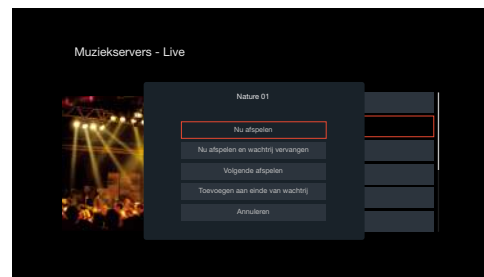 Muziekservers - Live
Nature 01
Nu afspelen
Nu afspelen en wachtrij vervangen
Volgende afspelen
Toevoegen aan einde van wachtrij
Annuleren